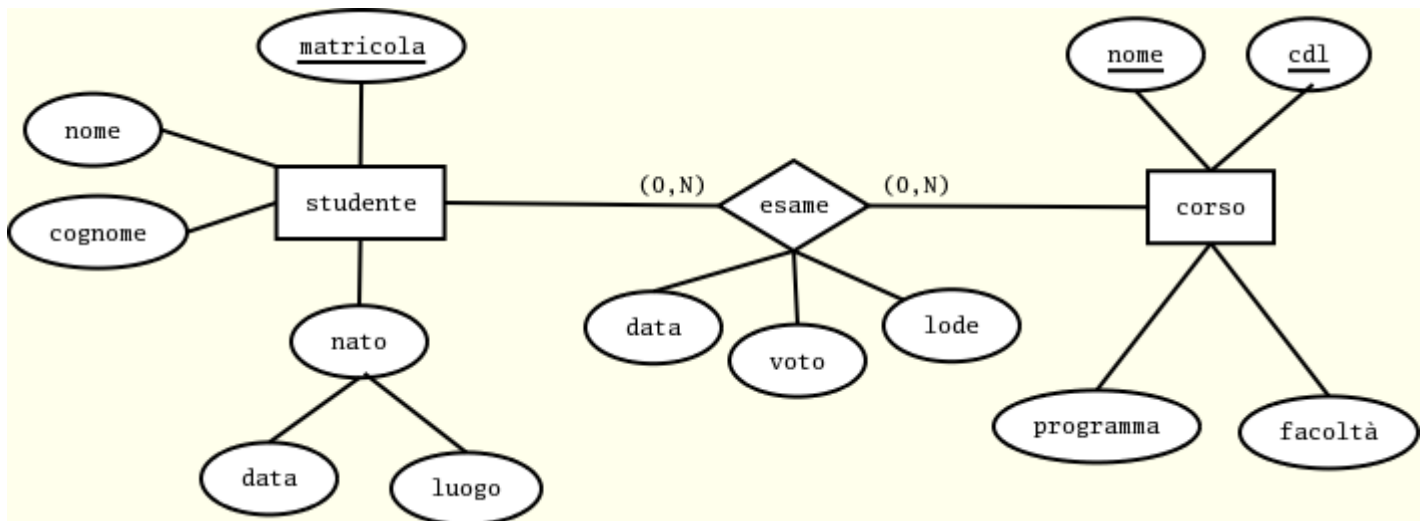 matricola
nome
cdl
nome
studente
(0,N)
esame
(0,N)
corso
cognome
data
voto
lode
nato
programma
facoltà
data
luogo